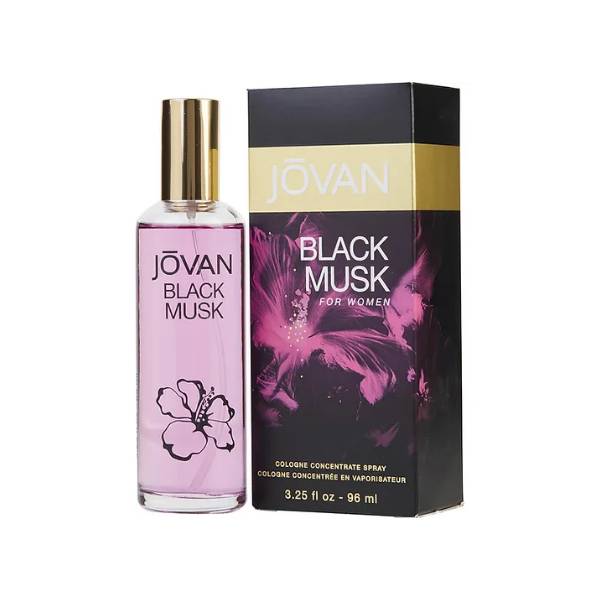 JŌVAN
BLACK
MUSK
JŌVAN
BLACK
MUSK
FOR WOMEN
COLOGNE CONCENTRATE SPRAY
COLOGNE CONCENTRÉE EN VAPORISATEUR
3.25 fl oz - 96 ml